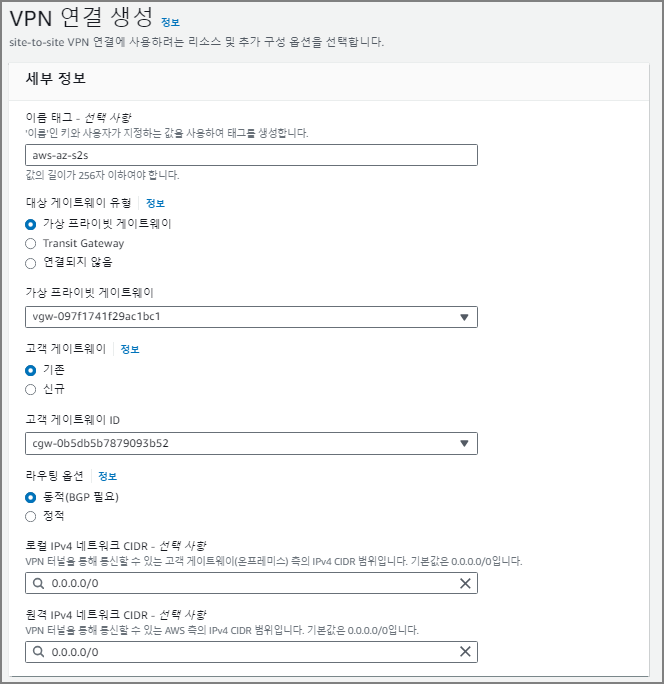 VPN 연결 생성 정보
site-to-site VPN 연결에 사용하려는 리소스 및 추가 구성 옵션을 선택합니다.
세부 정보
이름 태그 - 선택 사항
'이름'인 키와 사용자가 지정하는 값을 사용하여 태그를 생성합니다.
aws-az-s2s
값의 길이가 256자 이하여야 합니다.
대상 게이트웨이 유형 정보
가상 프라이빗 게이트웨이
Transit Gateway
연결되지 않음
가상 프라이빗 게이트웨이
vgw-097f1741f29ac1bc1
고객 게이트웨이 정보
기존
신규
고객 게이트웨이 ID
cgw-0b5db5b7879093b52
라우팅 옵션 정보
동적(BGP 필요)
정적
로컬 IPv4 네트워크 CIDR - 선택 사항
VPN 터널을 통해 통신할 수 있는 고객 게이트웨이(온프레미스) 측의 IPv4 CIDR 범위입니다. 기본값은 0.0.0.0/0입니다.
0.0.0.0/0
원격 IPv4 네트워크 CIDR - 선택 사항
VPN 터널을 통해 통신할 수 있는 AWS 측의 IPv4 CIDR 범위입니다. 기본값은 0.0.0.0/0입니다.
0.0.0.0/0